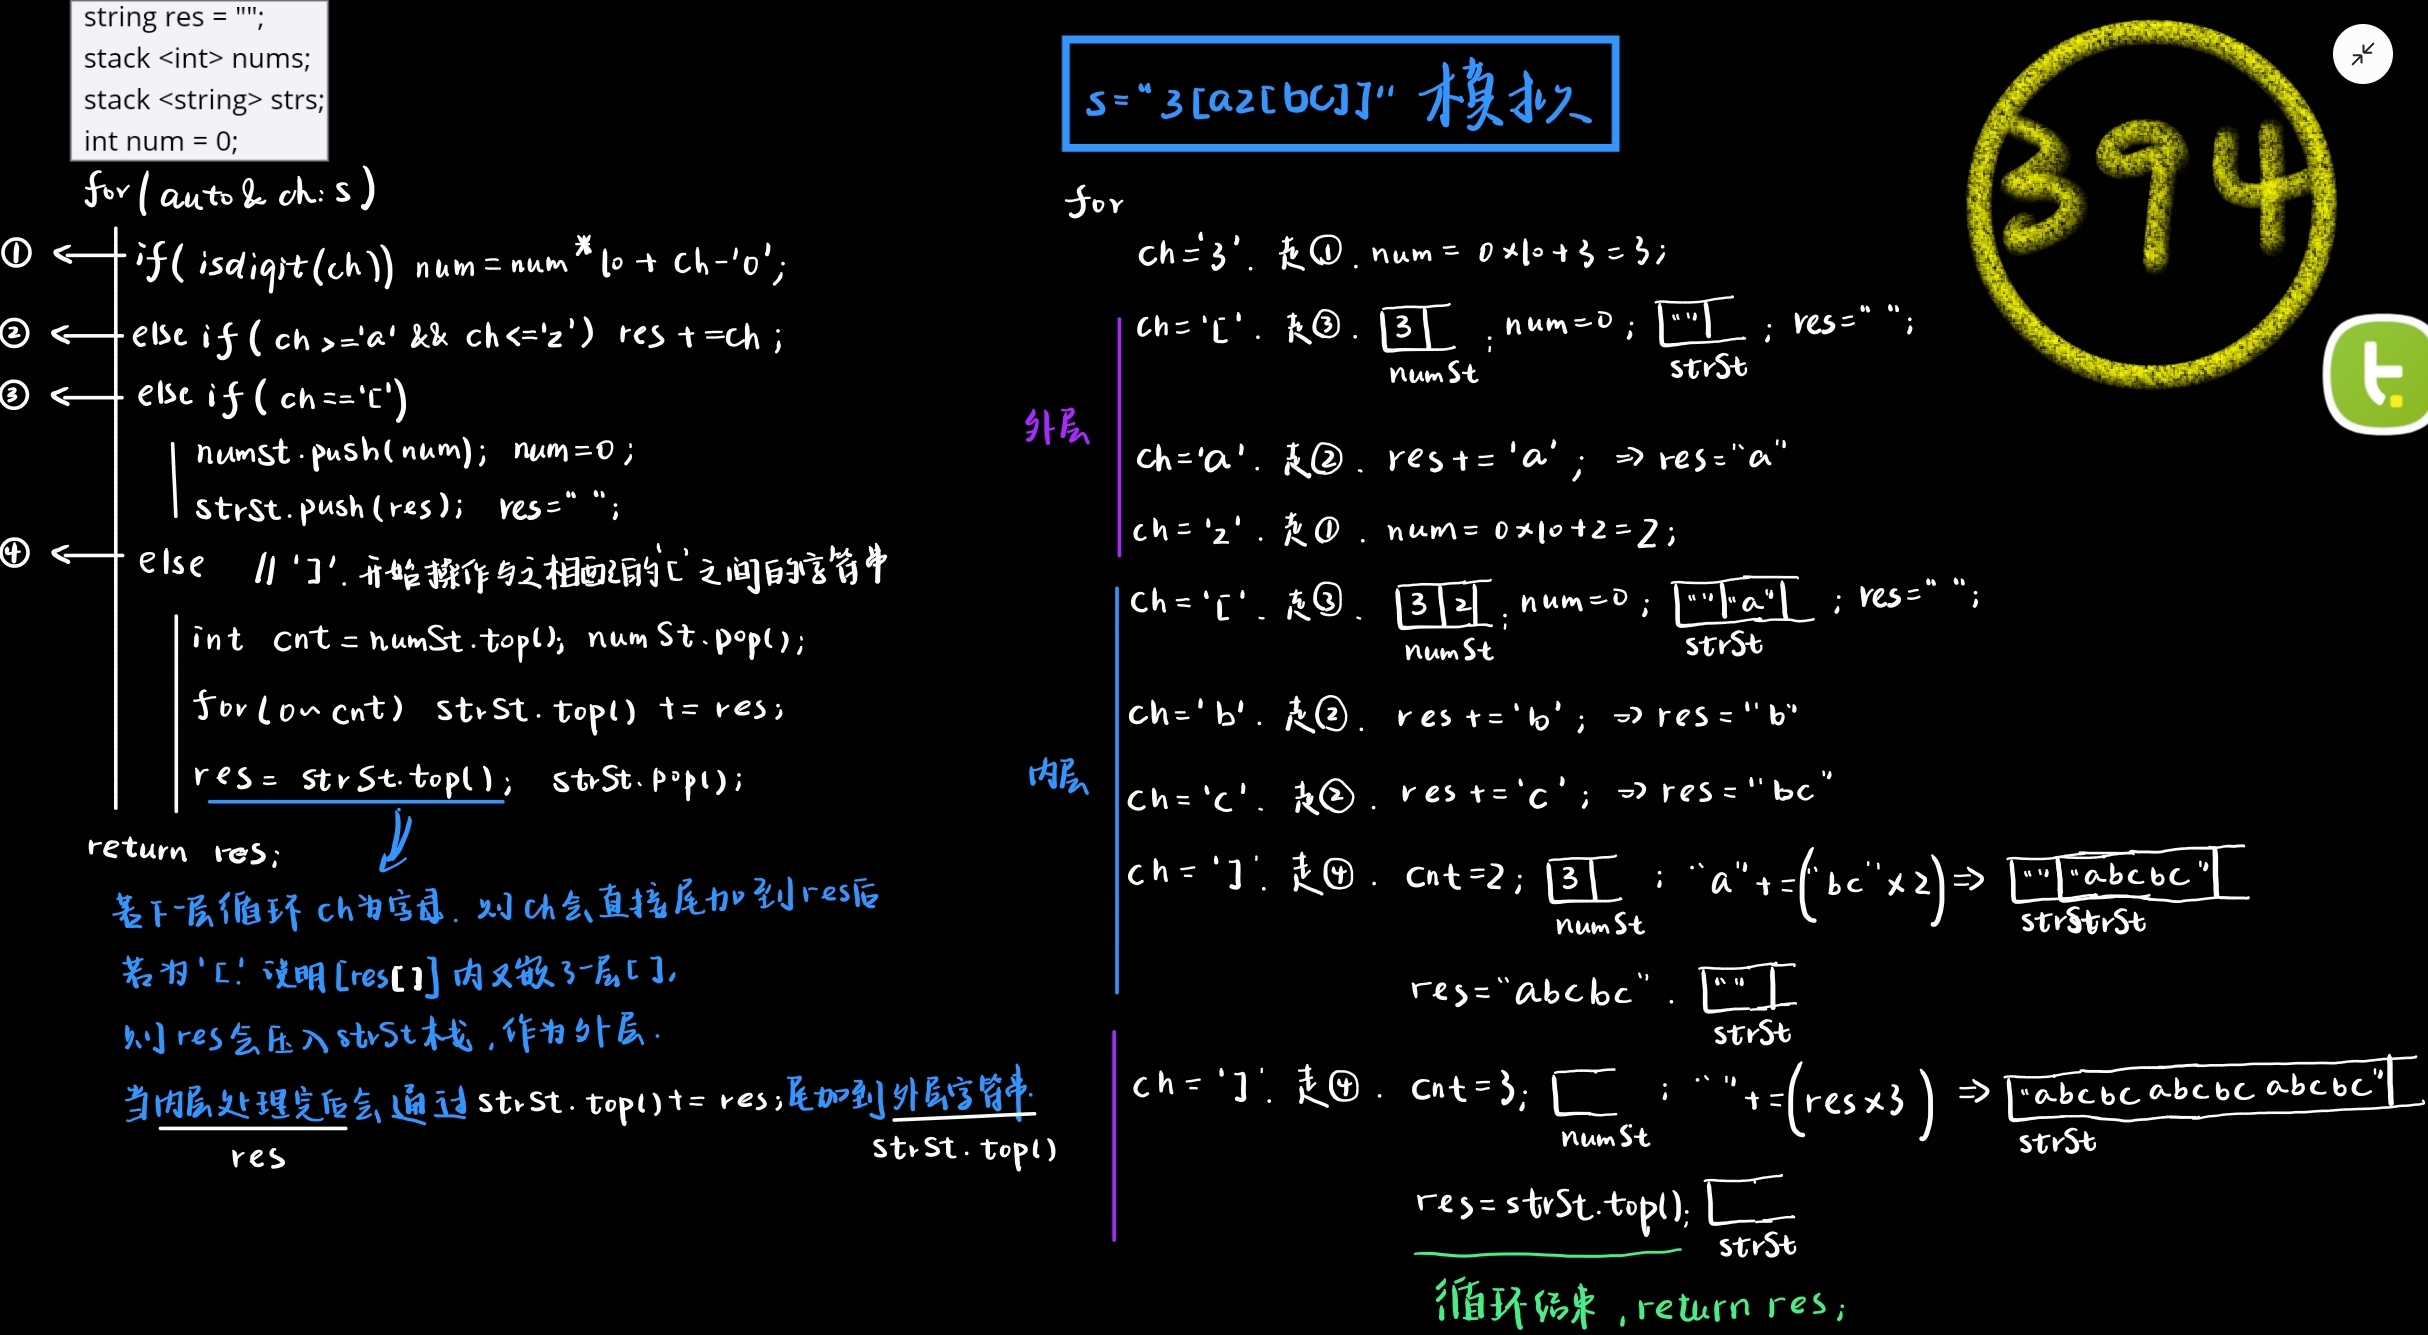 string res = "";
stack <int> nums;
stack <string> strs;
int num = 0;
for(auto& ch: s)
① if(isdigit(ch)) num=num*10 + ch-'0';
② else if( ch>='a' && ch<='z') res +=ch ;
③ else if( ch=='[')
numst.push(num); num=0;
strSt.push(res); res=" ";
④ else // ']'. 开始操作与之相匹配的'['之间的字符串
int cnt = numSt.top(); numSt.pop();
for(0~cnt) strSt.top() += res;
res= strSt.top(); strSt.pop();
return res;
若下一层循环 ch为字母. 则ch会直接尾加到res后
若为'['. 说明[res[]]内又嵌了一层[].
则res会压入strSt栈,作为外层.
当内层处理完后会通过strSt.top()+= res;尾加到外层字符串.
res
strSt.top()
s="3[a2[bc]]" 模拟
394
for
ch='3'. 走①. num= 0×10+3=3;
ch='['. 走③. 3 ; num=0; "" ; res=" ";
numSt strSt
外层
ch='a'. 走②. res+= 'a'; ⇒ res="a"
ch='2'. 走①. num= 0×10+2=2;
ch='['. 走③. 3 2 ; num=0; "" "a" ; res=" ";
numSt strSt
ch='b'. 走②. res+='b'; ⇒ res="b"
内层
ch='c'. 走②. res+='c'; ⇒ res="bc"
ch=']'. 走④. cnt=2; 3 ; "a"+=("bc"×2)⇒ "" "abcbc"
numSt strSt strSt
res="abcbc". ""
strSt
ch=']'. 走④. cnt=3; ; ""+=(res×3) ⇒ "abcbc abcbc abcbc"
numSt strSt
res=strSt.top();
strSt
循环结束,return res;
t.